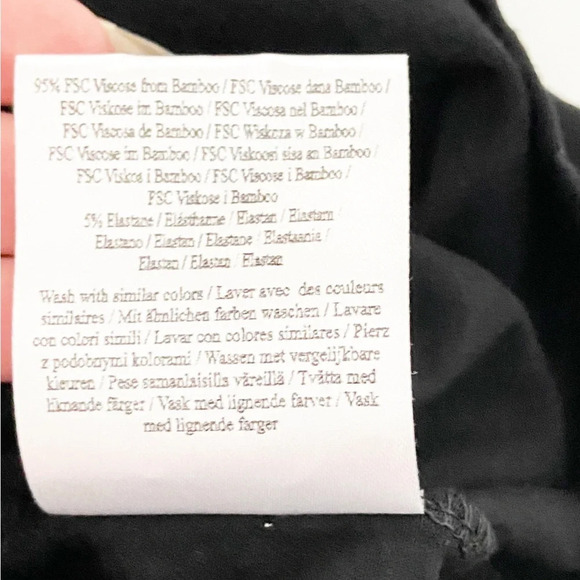 95% FSC Viscose from Bamboo / FSC Viscose dans Bamboo /
FSC Viskose im Bamboo / FSC Viscosa nel Bamboo /
FSC Viscosa de Bamboo / FSC Wiskoza w Bamboo /
FSC Viscose im Bamboo / FSC Viskoosi sisa an Bamboo /
FSC Viskos i Bamboo / FSC Viscose i Bamboo /
FSC Viskose i Bamboo
5% Elastane / Elásthanne / Elastan / Elastam /
Elastano / Elastan / Elastane / Elastaania /
Elastan / Elastan / Elastan
Wash with similar colors / Laver avec des couleurs
similaires / Mit ähnlichen farben waschen / Lavare
con colori simili / Lavar con colores similares / Pierz
z podobnymi kolorami / Wassen met vergelijkbare
kleuren / Pese samanlaisilla väreillä / Tvätta med
liknande färger / Vask med lignende farver / Vask
med lignende farger